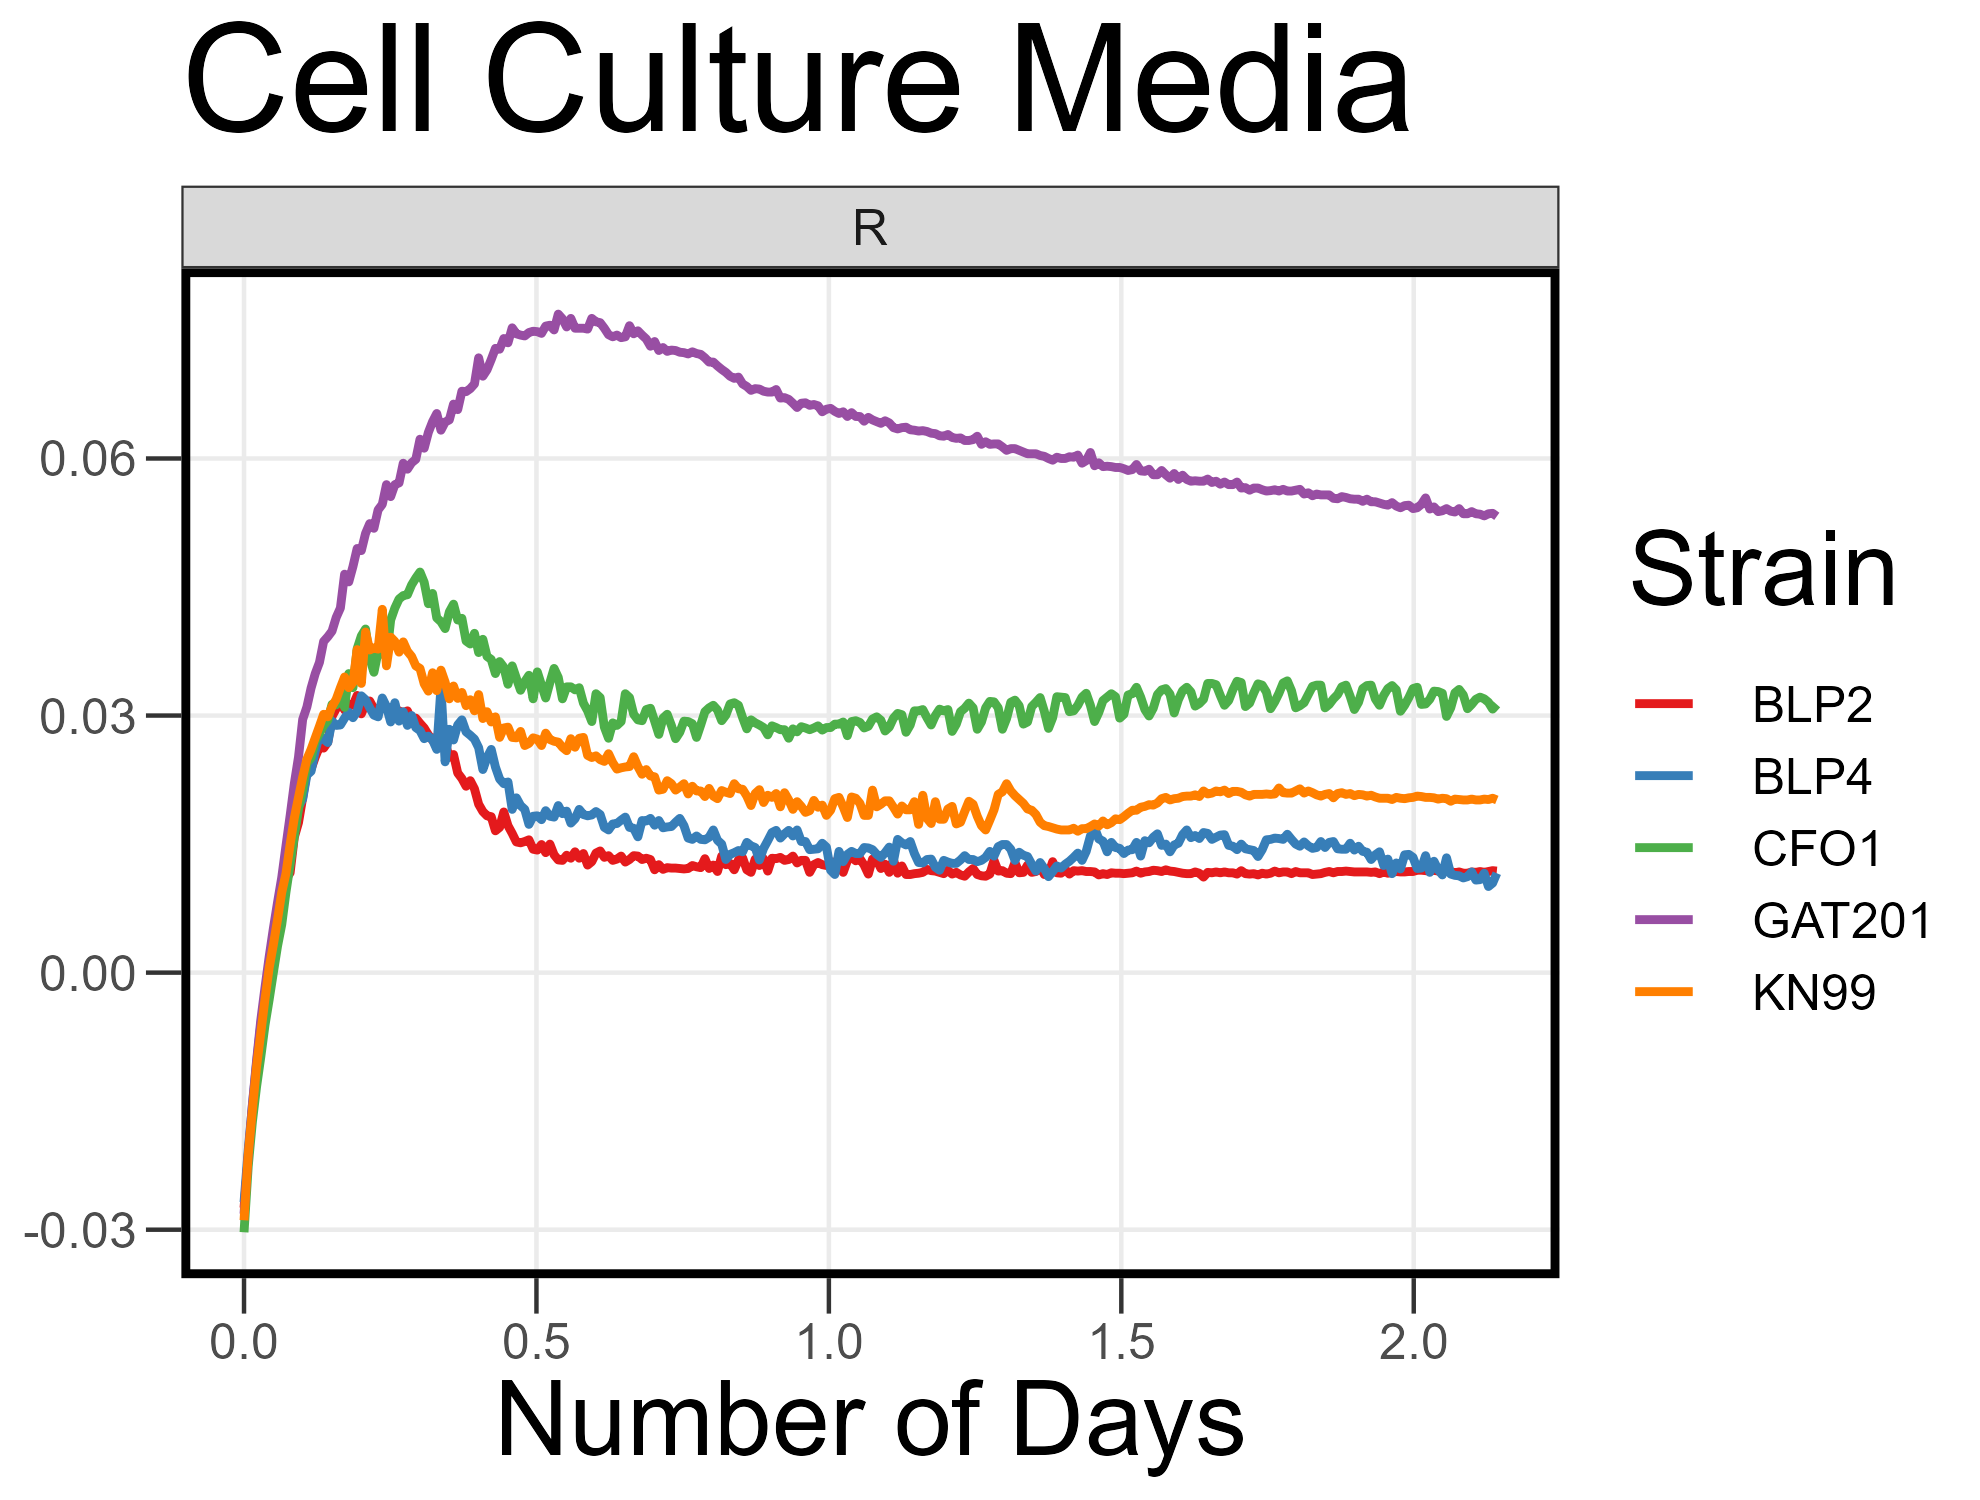 Cell Culture Media
R
0.06
0.03
0.00
-0.03
0.0 0.5 1.0 1.5 2.0
Number of Days
Strain
BLP2
BLP4
CFO1
GAT201
KN99